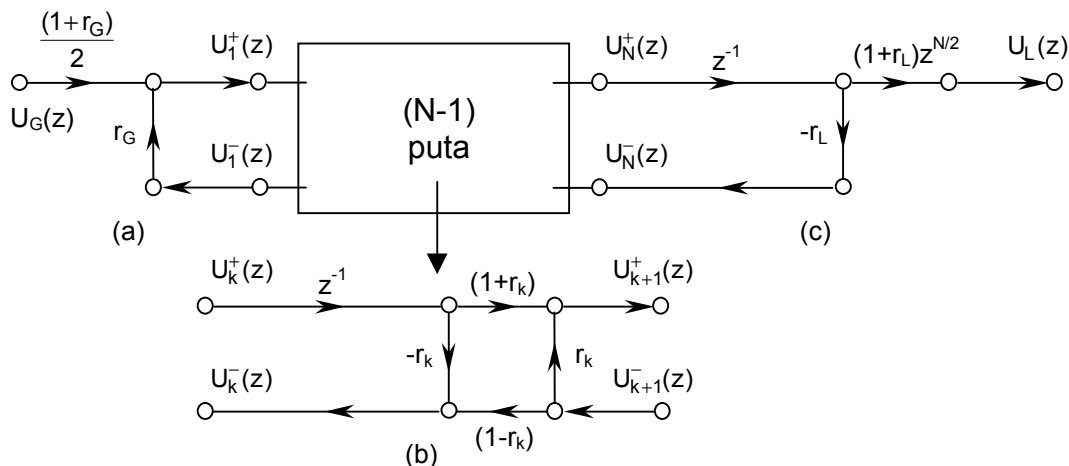 (1+r_G)
2
U_G(z)
r_G
U_1^+(z)
U_1^-(z)
(a)
(N-1)
puta
U_N^+(z)
z^-1
(1+r_L)z^N/2
U_L(z)
-r_L
U_N^-(z)
(c)
U_k^+(z)
z^-1
(1+r_k)
U_k+1^+(z)
-r_k
r_k
U_k^-(z)
(1-r_k)
U_k+1^-(z)
(b)